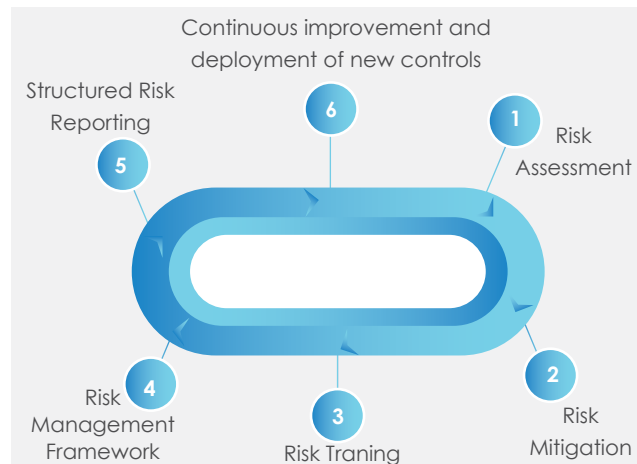 Continuous improvement and
deployment of new controls
6
1
Risk
Assessment
2
Risk
Mitigation
3
Risk Traning
4
Risk
Management
Framework
5
Structured Risk
Reporting